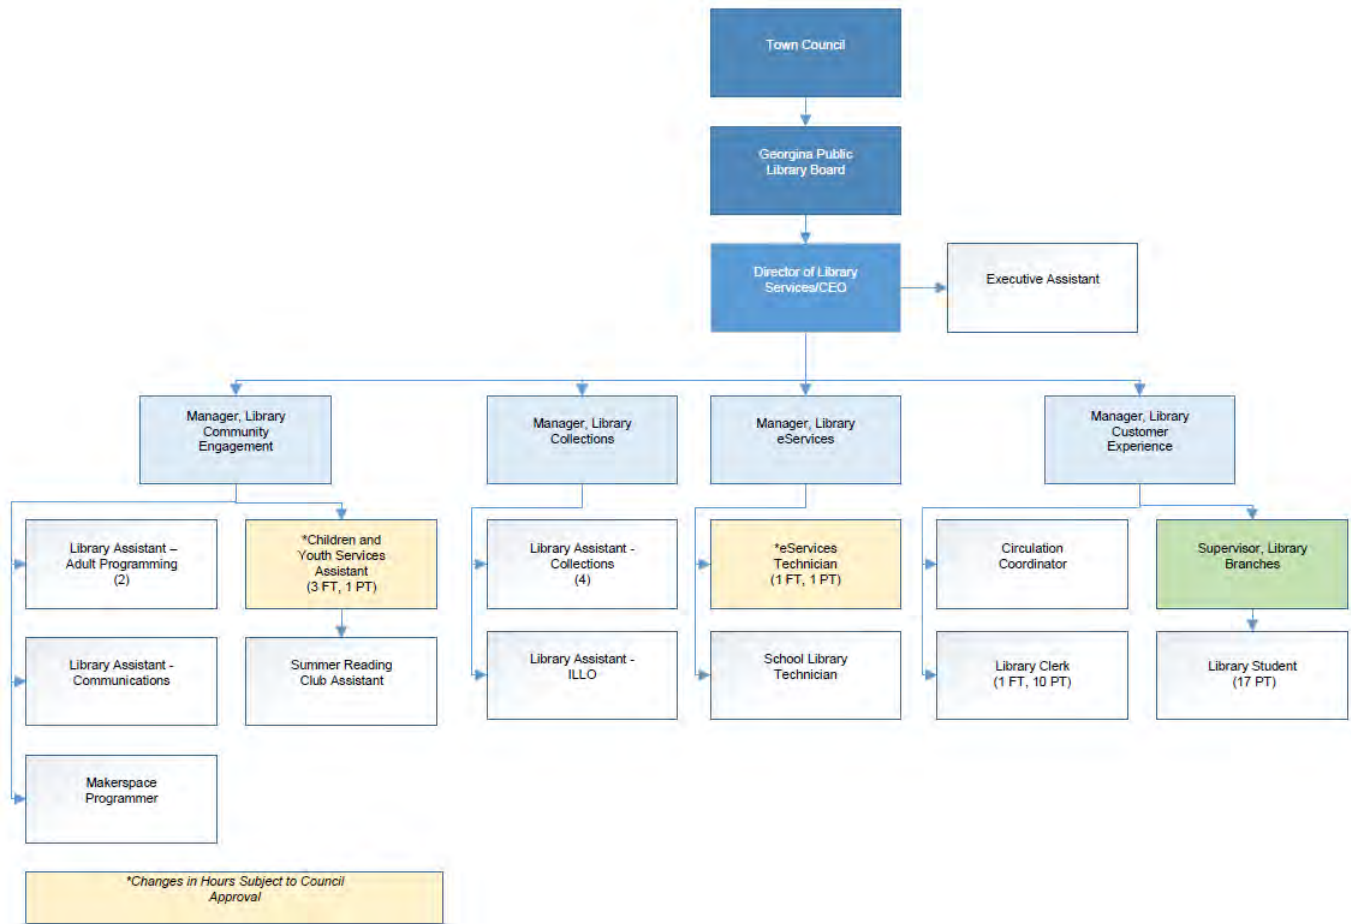 Town Council
Georgina Public
Library Board
Director of Library
Services/CEO
Executive Assistant
Manager, Library
Community
Engagement
Manager, Library
Collections
Manager, Library
eServices
Manager, Library
Customer
Experience
Library Assistant –
Adult Programming
(2)
*Children and
Youth Services
Assistant
(3 FT, 1 PT)
Library Assistant -
Collections
(4)
*eServices
Technician
(1 FT, 1 PT)
Circulation
Coordinator
Supervisor, Library
Branches
Library Assistant -
Communications
Summer Reading
Club Assistant
Library Assistant -
ILLO
School Library
Technician
Library Clerk
(1 FT, 10 PT)
Library Student
(17 PT)
Makerspace
Programmer
*Changes in Hours Subject to Council
Approval